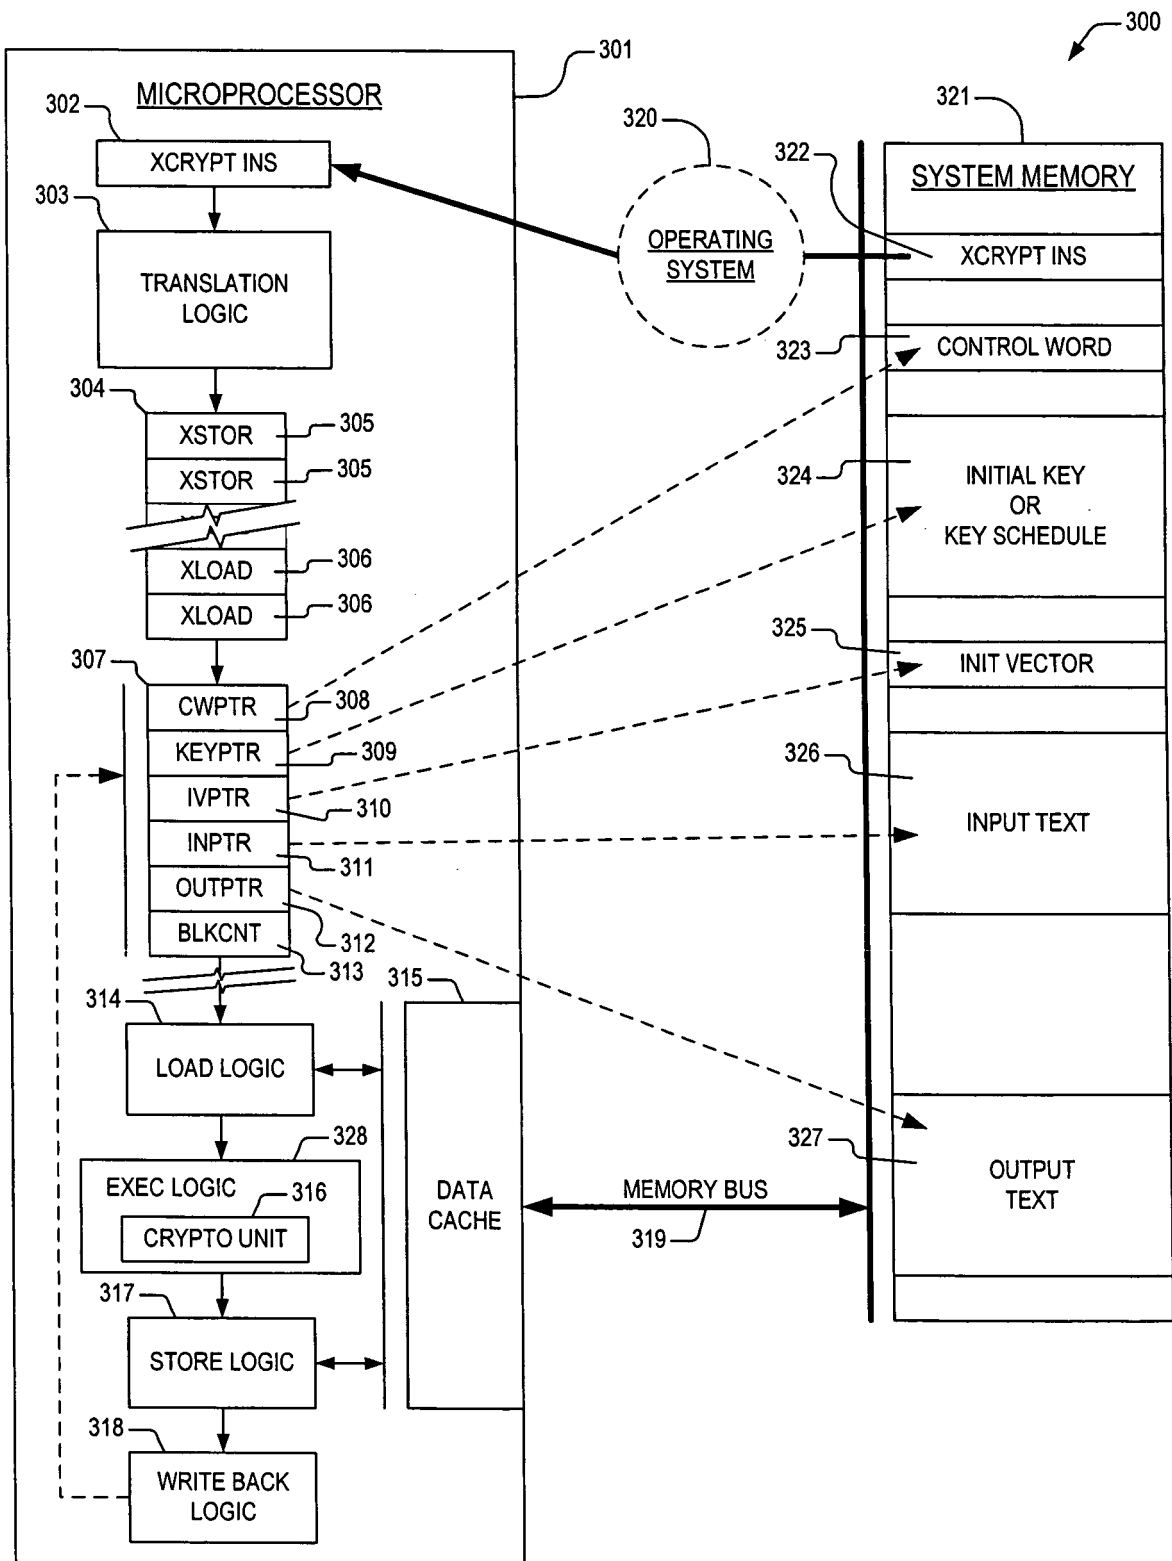 300
301
MICROPROCESSOR
302
XCRYPT INS
303
TRANSLATION
LOGIC
304
XSTOR
305
XSTOR
305
XLOAD
306
XLOAD
306
307
CWPTR
308
KEYPTR
309
IVPTR
310
INPTR
311
OUTPTR
312
BLKCNT
313
314
LOAD LOGIC
315
DATA
CACHE
328
EXEC LOGIC
316
CRYPTO UNIT
317
STORE LOGIC
318
WRITE BACK
LOGIC
MEMORY BUS
319
320
OPERATING
SYSTEM
321
SYSTEM MEMORY
322
XCRYPT INS
323
CONTROL WORD
324
INITIAL KEY
OR
KEY SCHEDULE
325
INIT VECTOR
326
INPUT TEXT
327
OUTPUT
TEXT